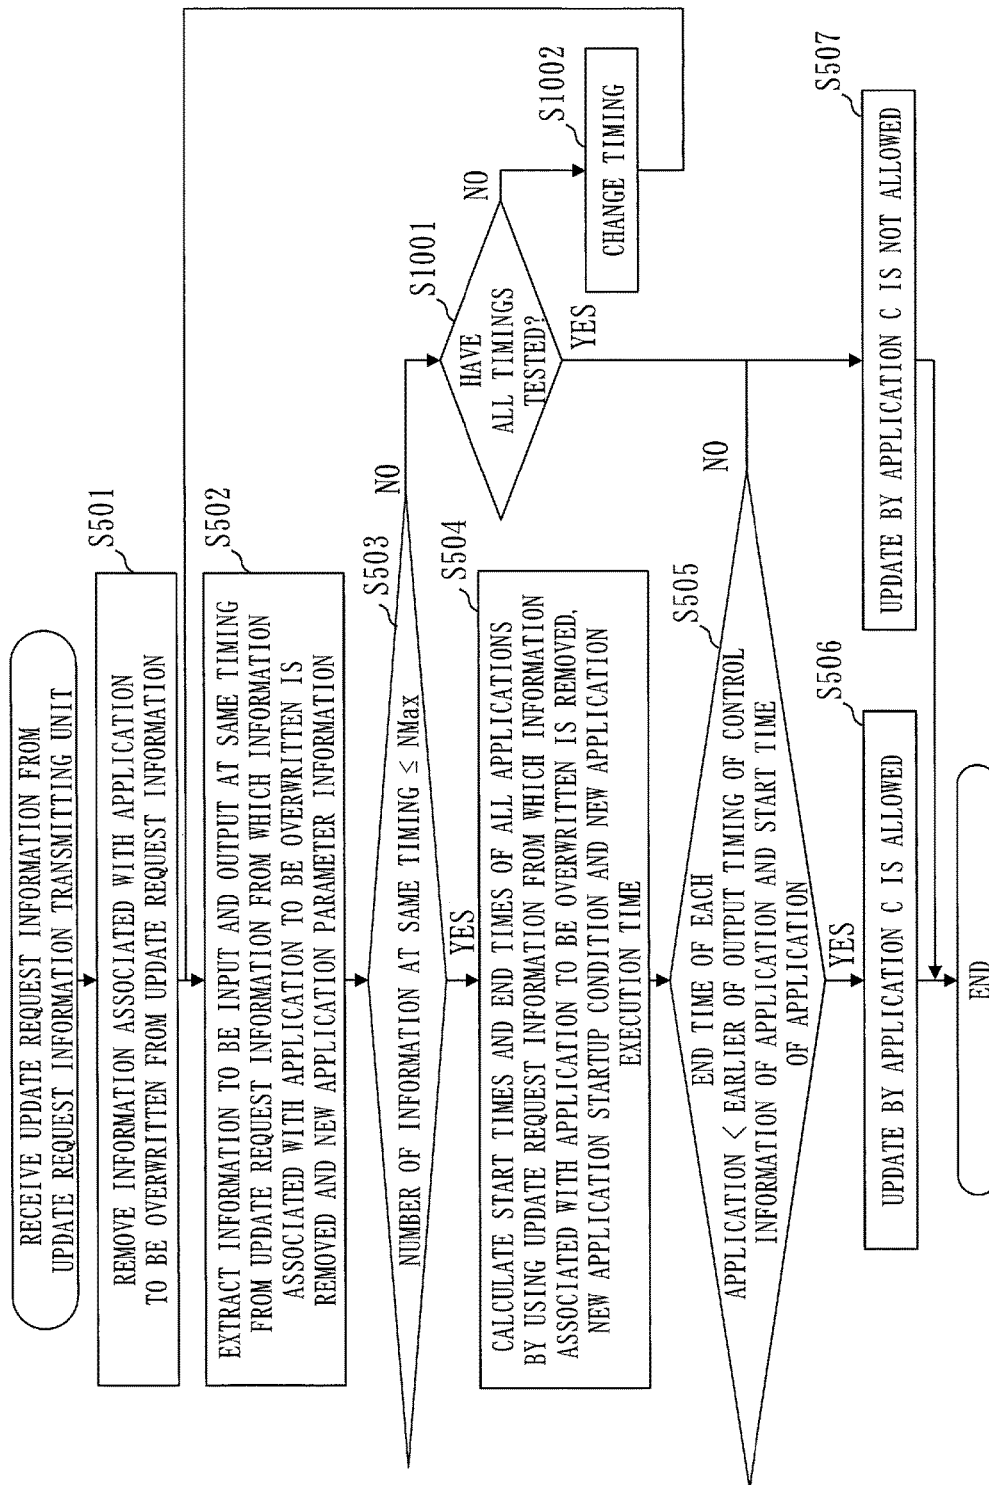 RECEIVE UPDATE REQUEST INFORMATION FROM
UPDATE REQUEST INFORMATION TRANSMITTING UNIT
S501
REMOVE INFORMATION ASSOCIATED WITH APPLICATION
TO BE OVERWRITTEN FROM UPDATE REQUEST INFORMATION
S502
EXTRACT INFORMATION TO BE INPUT AND OUTPUT AT SAME TIMING
FROM UPDATE REQUEST INFORMATION FROM WHICH INFORMATION
ASSOCIATED WITH APPLICATION TO BE OVERWRITTEN IS
REMOVED AND NEW APPLICATION PARAMETER INFORMATION
S503
NUMBER OF INFORMATION AT SAME TIMING ≤ NMax
NO
YES
S1001
HAVE
ALL TIMINGS
TESTED?
NO
YES
S1002
CHANGE TIMING
S504
CALCULATE START TIMES AND END TIMES OF ALL APPLICATIONS
BY USING UPDATE REQUEST INFORMATION FROM WHICH INFORMATION
ASSOCIATED WITH APPLICATION TO BE OVERWRITTEN IS REMOVED,
NEW APPLICATION STARTUP CONDITION AND NEW APPLICATION
EXECUTION TIME
S505
END TIME OF EACH
APPLICATION < EARLIER OF OUTPUT TIMING OF CONTROL
INFORMATION OF APPLICATION AND START TIME
OF APPLICATION
NO
YES
S506
UPDATE BY APPLICATION C IS ALLOWED
S507
UPDATE BY APPLICATION C IS NOT ALLOWED
END